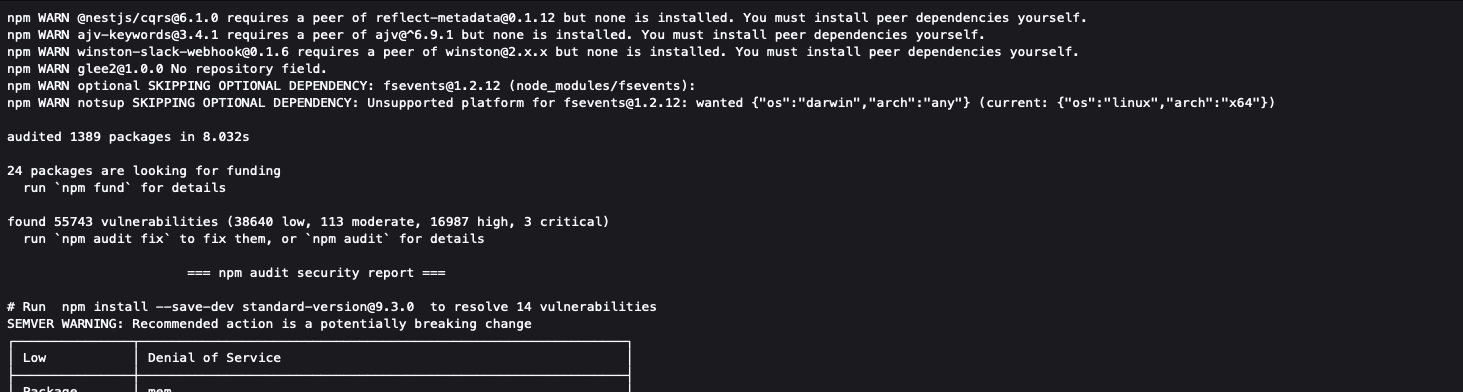 npm WARN @nestjs/cqrs@6.1.0 requires a peer of reflect-metadata@0.1.12 but none is installed. You must install peer dependencies yourself.
npm WARN ajv-keywords@3.4.1 requires a peer of ajv@^6.9.1 but none is installed. You must install peer dependencies yourself.
npm WARN winston-slack-webhook@0.1.6 requires a peer of winston@2.x.x but none is installed. You must install peer dependencies yourself.
npm WARN glee2@1.0.0 No repository field.
npm WARN optional SKIPPING OPTIONAL DEPENDENCY: fsevents@1.2.12 (node_modules/fsevents):
npm WARN notsup SKIPPING OPTIONAL DEPENDENCY: Unsupported platform for fsevents@1.2.12: wanted {"os":"darwin","arch":"any"} (current: {"os":"linux","arch":"x64"})
audited 1389 packages in 8.032s
24 packages are looking for funding
run `npm fund` for details
found 55743 vulnerabilities (38640 low, 113 moderate, 16987 high, 3 critical)
run `npm audit fix` to fix them, or `npm audit` for details
=== npm audit security report ===
# Run  npm install --save-dev standard-version@9.3.0  to resolve 14 vulnerabilities
SEMVER WARNING: Recommended action is a potentially breaking change
Low Denial of Service
Package mem